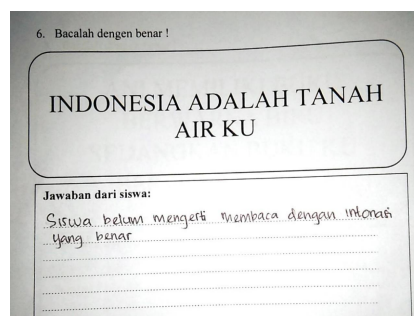 6. Bacalah dengen benar !
INDONESIA ADALAH TANAH
AIR KU
Jawaban dari siswa:
Siswa belum mengerti membaca dengan intonasi
yang benar